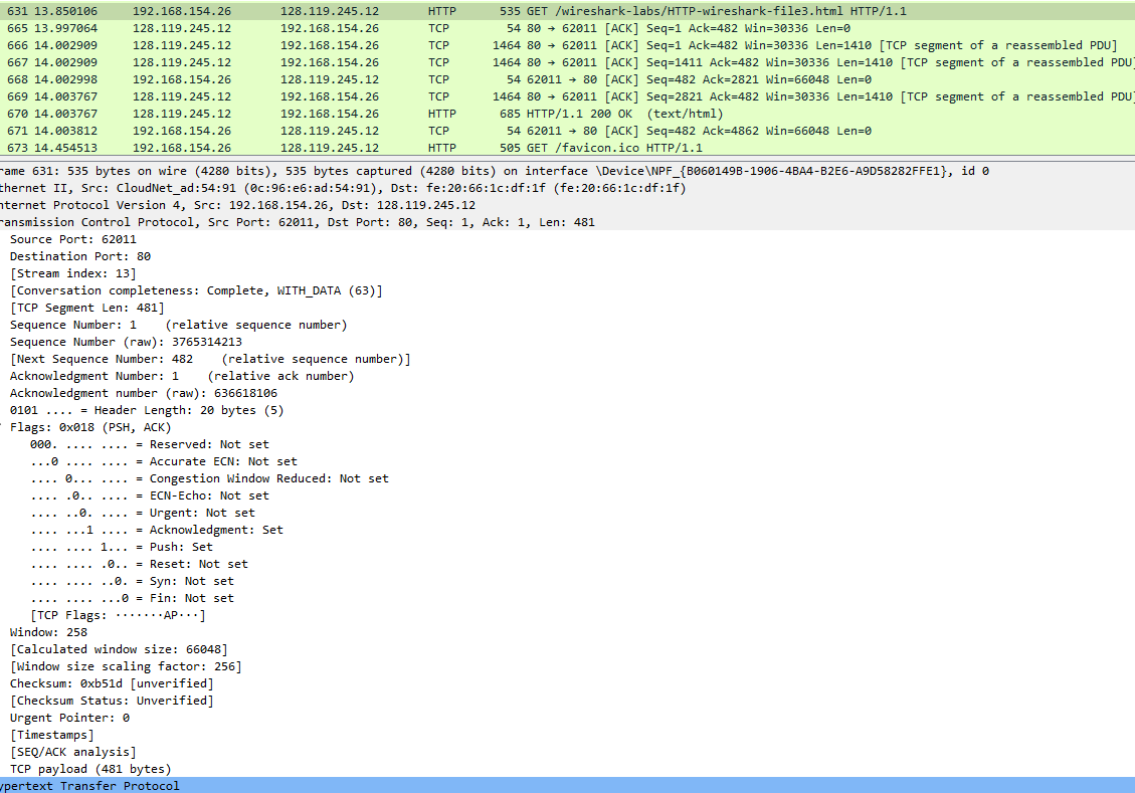 631 13.850106 192.168.154.26 128.119.245.12 HTTP 535 GET /wireshark-labs/HTTP-wireshark-file3.html HTTP/1.1
665 13.997064 128.119.245.12 192.168.154.26 TCP 54 80 → 62011 [ACK] Seq=1 Ack=482 Win=30336 Len=0
666 14.002909 128.119.245.12 192.168.154.26 TCP 1464 80 → 62011 [ACK] Seq=1 Ack=482 Win=30336 Len=1410 [TCP segment of a reassembled PDU]
667 14.002909 128.119.245.12 192.168.154.26 TCP 1464 80 → 62011 [ACK] Seq=1411 Ack=482 Win=30336 Len=1410 [TCP segment of a reassembled PDU]
668 14.002998 192.168.154.26 128.119.245.12 TCP 54 62011 → 80 [ACK] Seq=482 Ack=2821 Win=66048 Len=0
669 14.003767 128.119.245.12 192.168.154.26 TCP 1464 80 → 62011 [ACK] Seq=2821 Ack=482 Win=30336 Len=1410 [TCP segment of a reassembled PDU]
670 14.003767 128.119.245.12 192.168.154.26 HTTP 685 HTTP/1.1 200 OK (text/html)
671 14.003812 192.168.154.26 128.119.245.12 TCP 54 62011 → 80 [ACK] Seq=482 Ack=4862 Win=66048 Len=0
673 14.454513 192.168.154.26 128.119.245.12 HTTP 505 GET /favicon.ico HTTP/1.1
rame 631: 535 bytes on wire (4280 bits), 535 bytes captured (4280 bits) on interface \Device\NPF_{B060149B-1906-4BA4-B2E6-A9D58282FFE1}, id 0
thernet II, Src: CloudNet_ad:54:91 (0c:96:e6:ad:54:91), Dst: fe:20:66:1c:df:1f (fe:20:66:1c:df:1f)
nternet Protocol Version 4, Src: 192.168.154.26, Dst: 128.119.245.12
ransmission Control Protocol, Src Port: 62011, Dst Port: 80, Seq: 1, Ack: 1, Len: 481
Source Port: 62011
Destination Port: 80
[Stream index: 13]
[Conversation completeness: Complete, WITH_DATA (63)]
[TCP Segment Len: 481]
Sequence Number: 1 (relative sequence number)
Sequence Number (raw): 3765314213
[Next Sequence Number: 482 (relative sequence number)]
Acknowledgment Number: 1 (relative ack number)
Acknowledgment number (raw): 636618106
0101 .... = Header Length: 20 bytes (5)
Flags: 0x018 (PSH, ACK)
000. .... .... = Reserved: Not set
...0 .... .... = Accurate ECN: Not set
.... 0... .... = Congestion Window Reduced: Not set
.... .0.. .... = ECN-Echo: Not set
.... ..0. .... = Urgent: Not set
.... ...1 .... = Acknowledgment: Set
.... .... 1... = Push: Set
.... .... .0.. = Reset: Not set
.... .... ..0. = Syn: Not set
.... .... ...0 = Fin: Not set
[TCP Flags: ·······AP···]
Window: 258
[Calculated window size: 66048]
[Window size scaling factor: 256]
Checksum: 0xb51d [unverified]
[Checksum Status: Unverified]
Urgent Pointer: 0
[Timestamps]
[SEQ/ACK analysis]
TCP payload (481 bytes)
ypertext Transfer Protocol